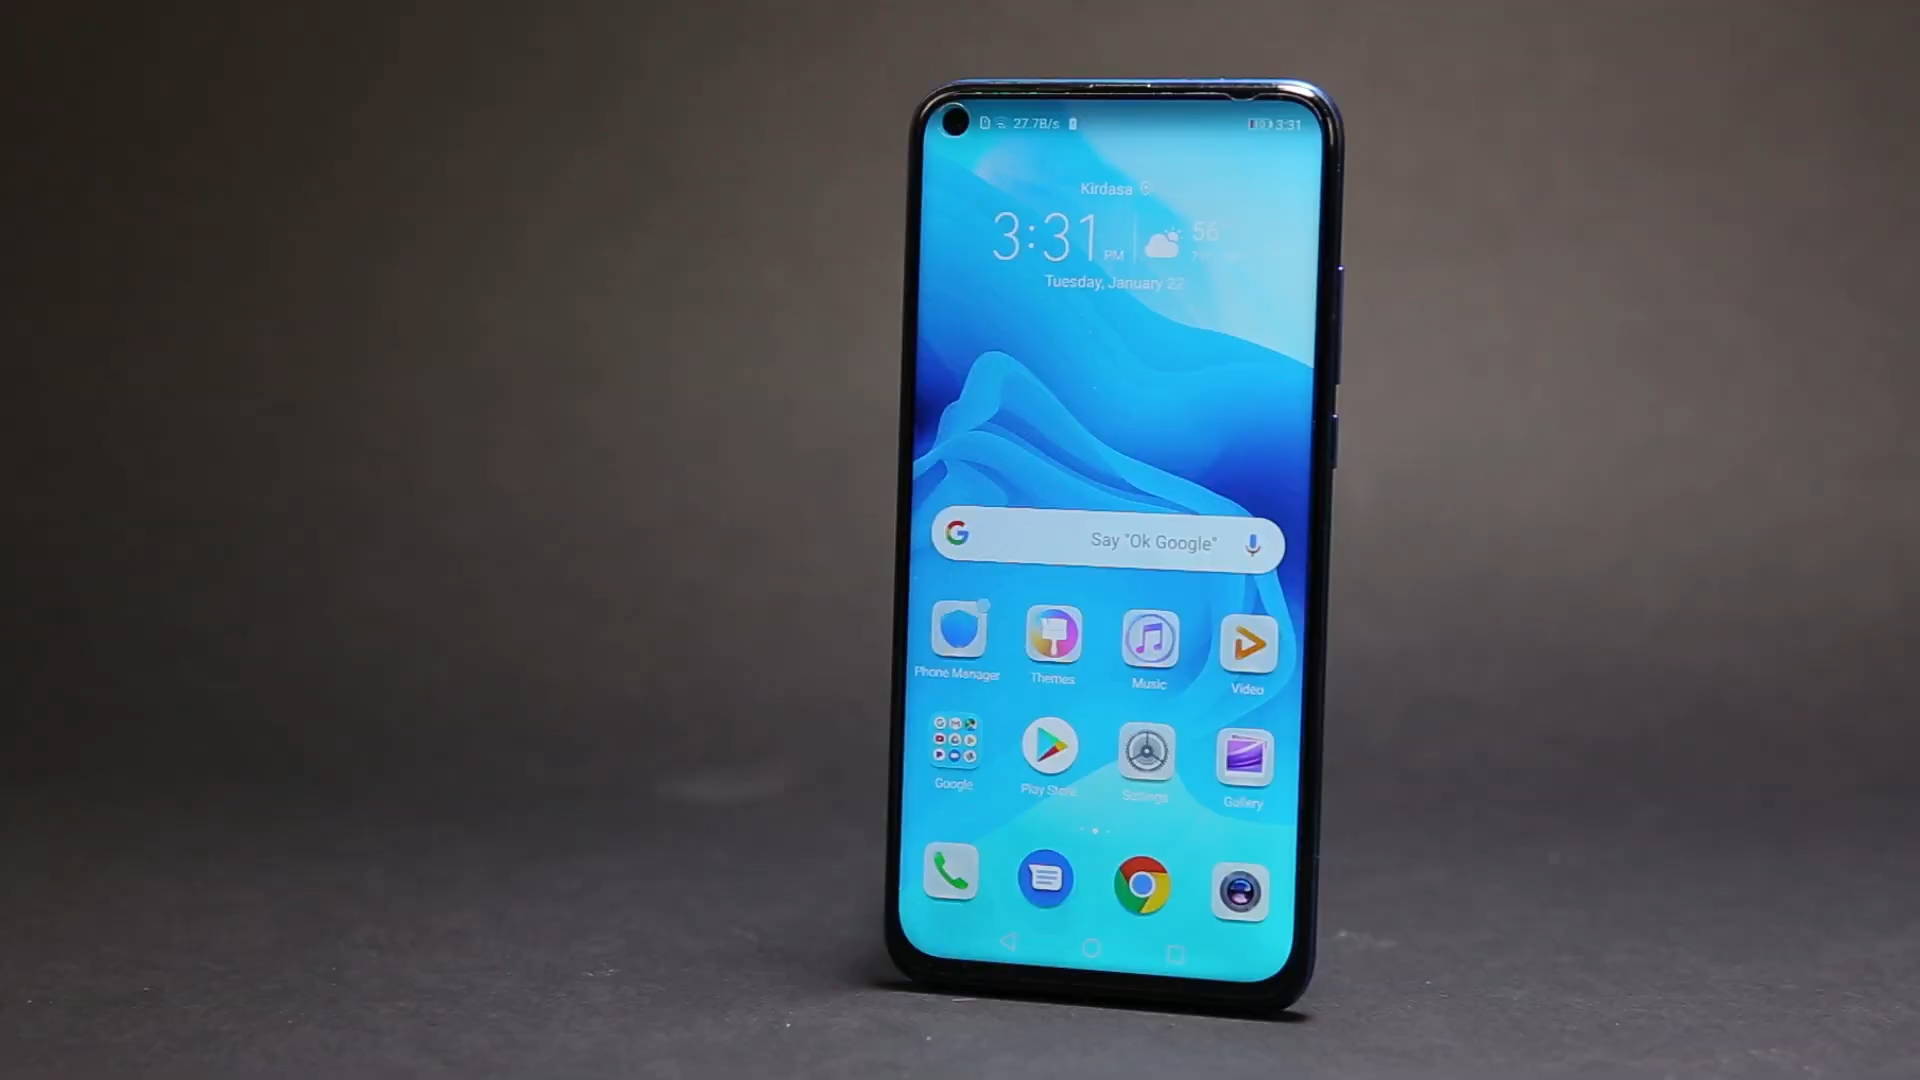 27.7B/s
3:31
Kirdasa
3:31 PM
56°
Tuesday, January 22
Say "Ok Google"
Phone Manager
Themes
Music
Video
Google
Play Store
Settings
Gallery